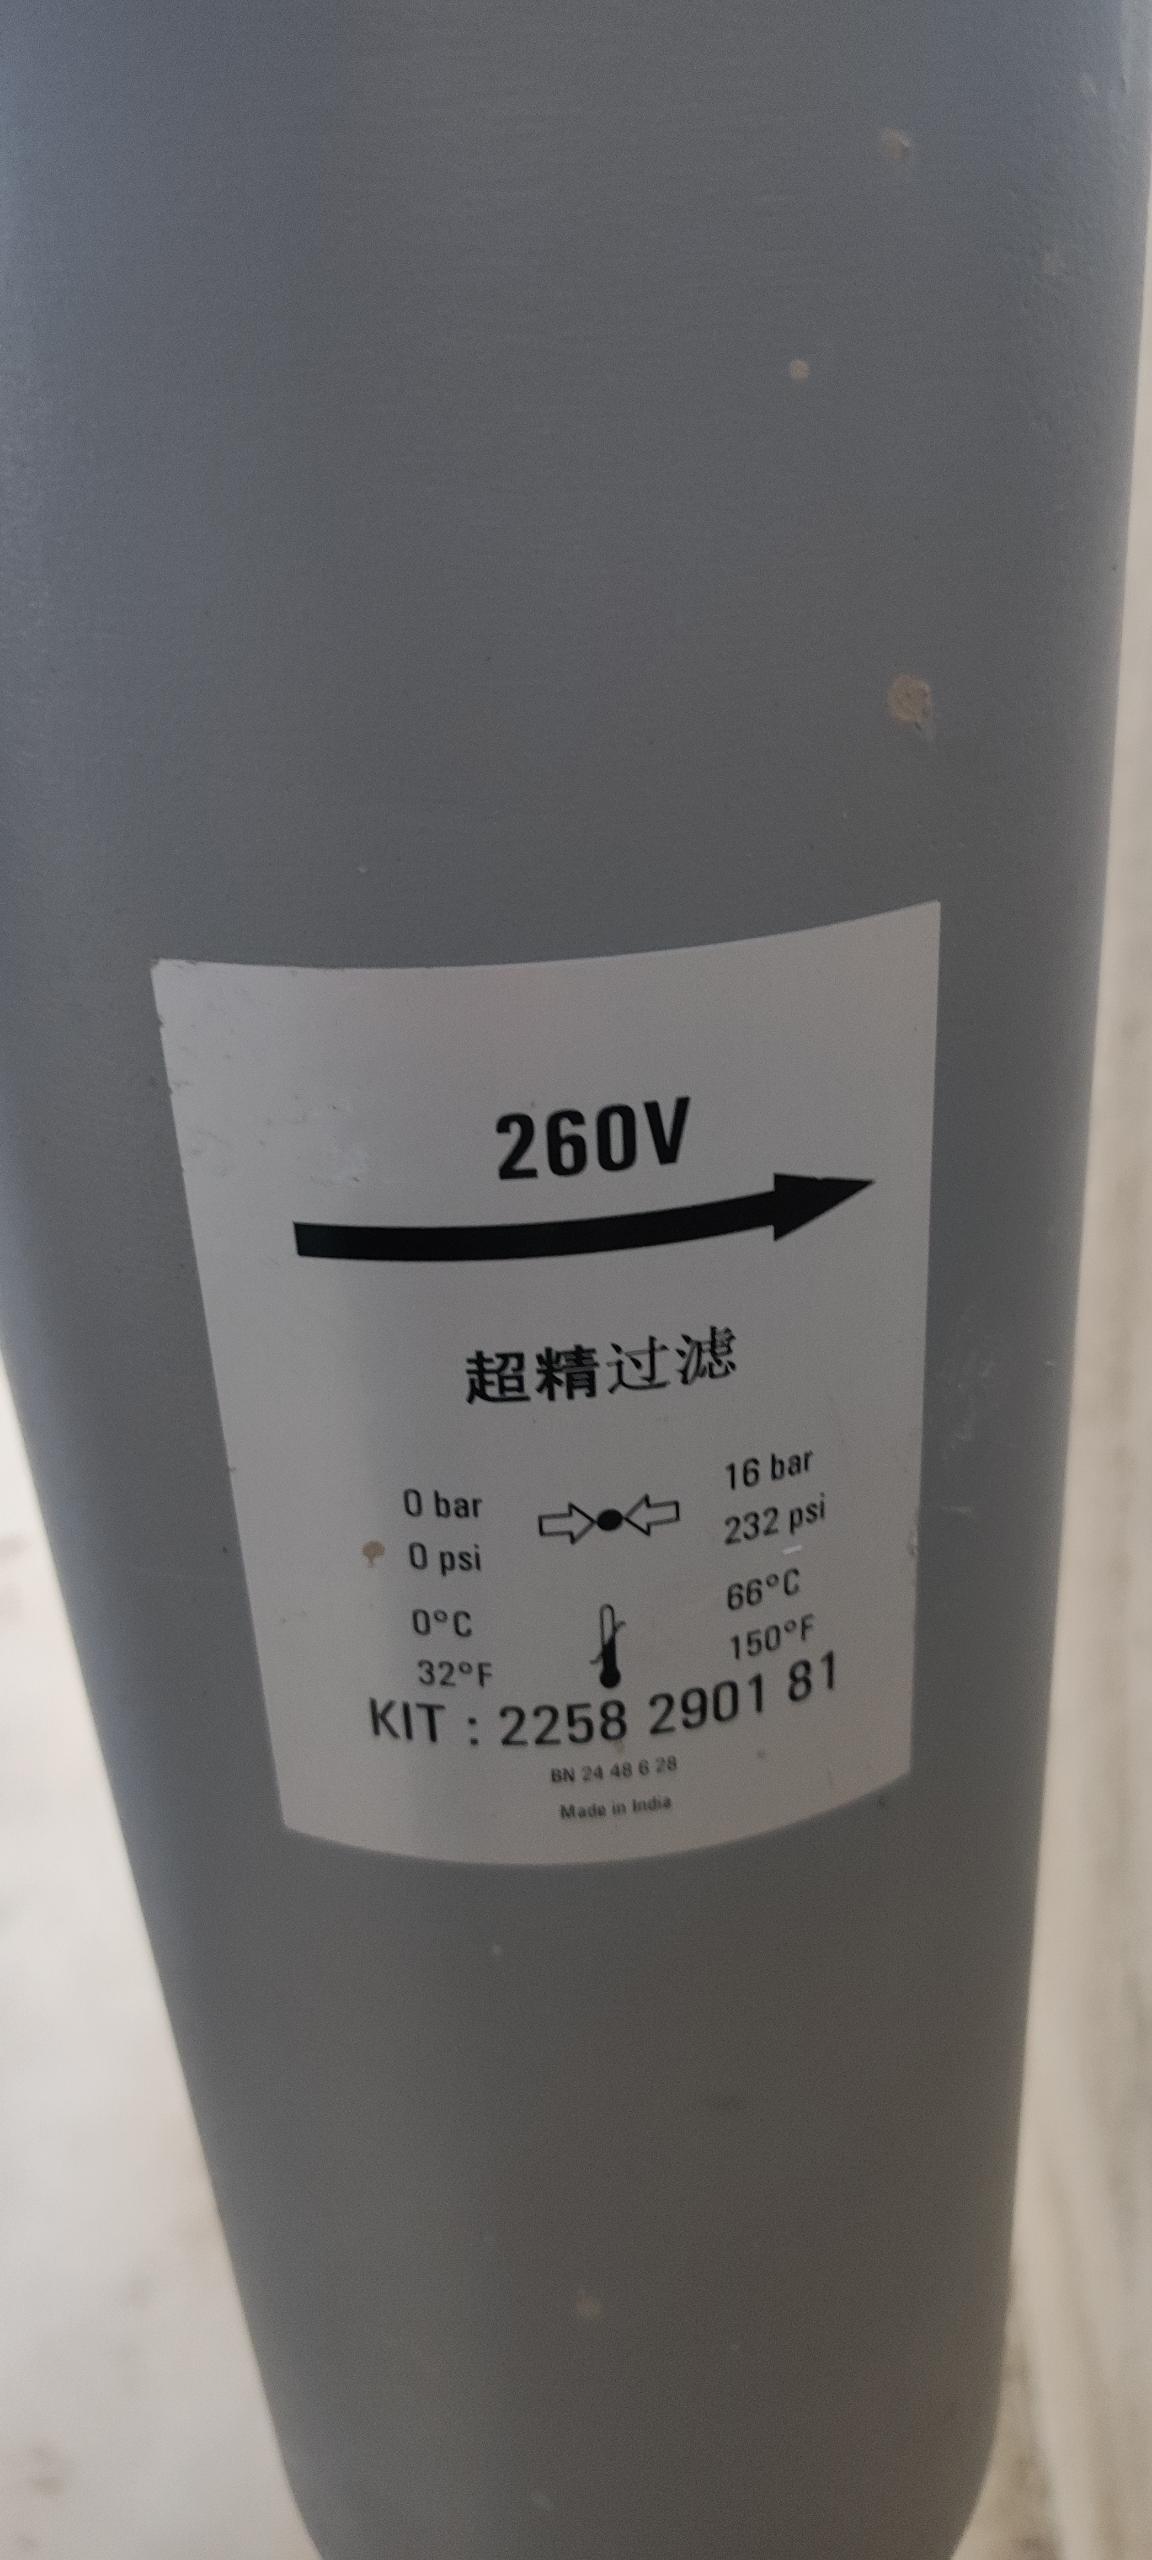 260V
超精过滤
0 bar 16 bar
0 psi 232 psi
0°C 66°C
32°F 150°F
KIT : 2258 2901 81
BN 24 48 6 28
Made in India